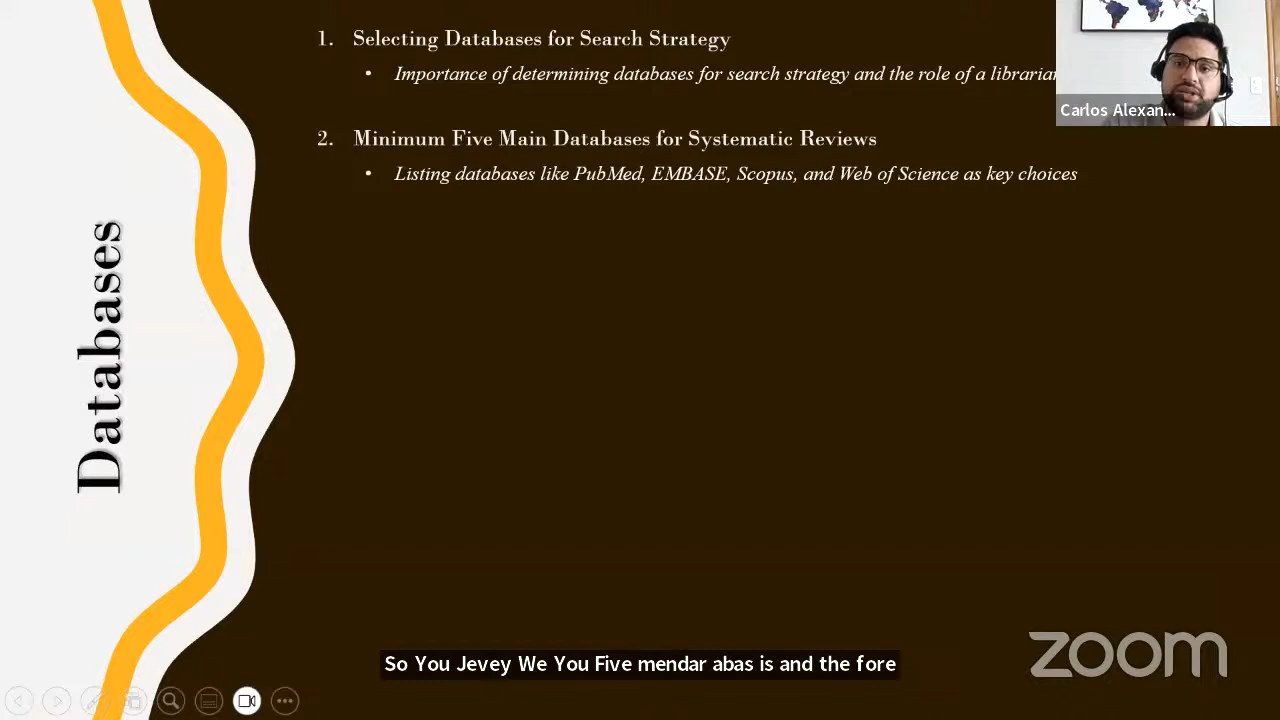 1. Selecting Databases for Search Strategy
• Importance of determining databases for search strategy and the role of a librarian
Carlos Alexan...
2. Minimum Five Main Databases for Systematic Reviews
• Listing databases like PubMed, EMBASE, Scopus, and Web of Science as key choices
Databases
So You Jevey We You Five mendar abas is and the fore
zoom